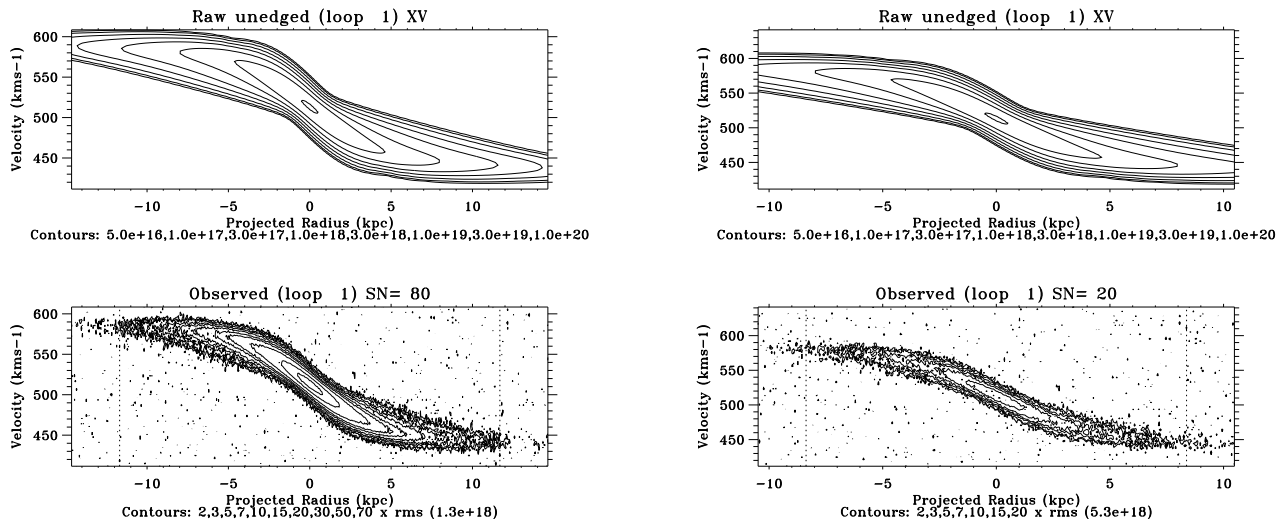 Raw unedged (loop 1) XV
600
550
500
450
Velocity (kms-1)
-10 -5 0 5 10
Projected Radius (kpc)
Contours: 5.0e+16,1.0e+17,3.0e+17,1.0e+18,3.0e+18,1.0e+19,3.0e+19,1.0e+20
Raw unedged (loop 1) XV
600
550
500
450
Velocity (kms-1)
-10 -5 0 5 10
Projected Radius (kpc)
Contours: 5.0e+16,1.0e+17,3.0e+17,1.0e+18,3.0e+18,1.0e+19,3.0e+19,1.0e+20
Observed (loop 1) SN= 80
600
550
500
450
Velocity (kms-1)
-10 -5 0 5 10
Projected Radius (kpc)
Contours: 2,3,5,7,10,15,20,30,50,70 x rms (1.3e+18)
Observed (loop 1) SN= 20
600
550
500
450
Velocity (kms-1)
-10 -5 0 5 10
Projected Radius (kpc)
Contours: 2,3,5,7,10,15,20 x rms (5.3e+18)